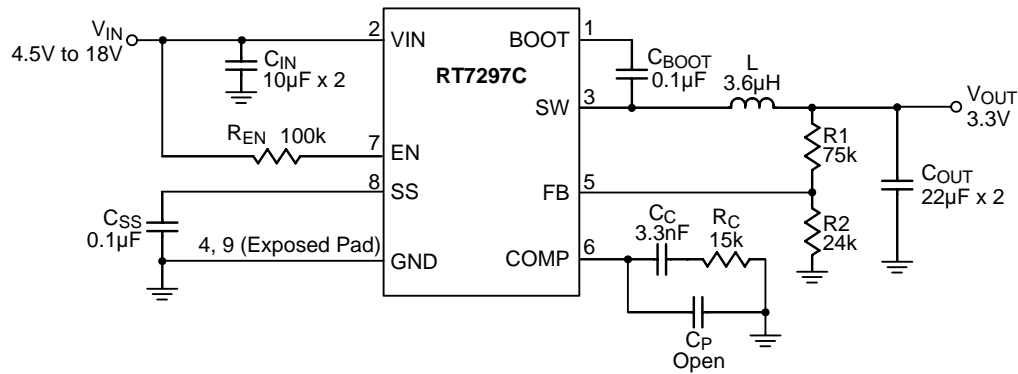 VIN
4.5V to 18V
CIN
10µF x 2
REN 100k
CSS
0.1µF
4, 9 (Exposed Pad)
2
7
8
VIN
EN
SS
GND
RT7297C
BOOT
SW
FB
COMP
1
3
5
6
CBOOT
0.1µF
L
3.6µH
VOUT
3.3V
R1
75k
COUT
22µF x 2
R2
24k
CC
3.3nF
RC
15k
CP
Open